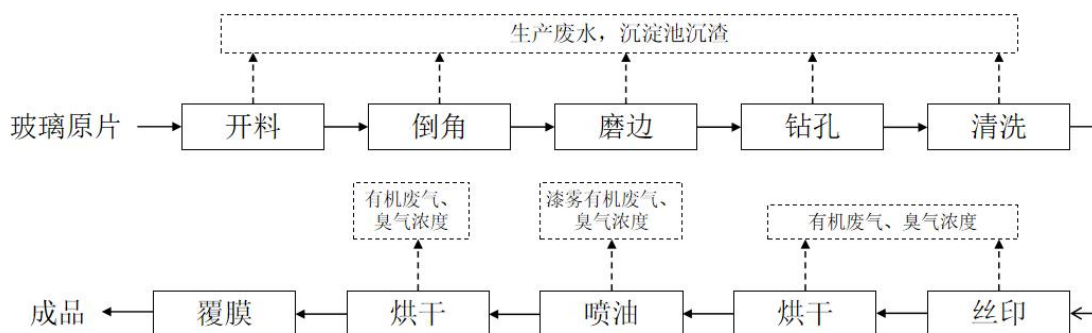 生产废水，沉淀池沉渣
玻璃原片
开料
倒角
磨边
钻孔
清洗
有机废气、
臭气浓度
漆雾有机废气、
臭气浓度
有机废气、臭气浓度
成品
覆膜
烘干
喷油
烘干
丝印